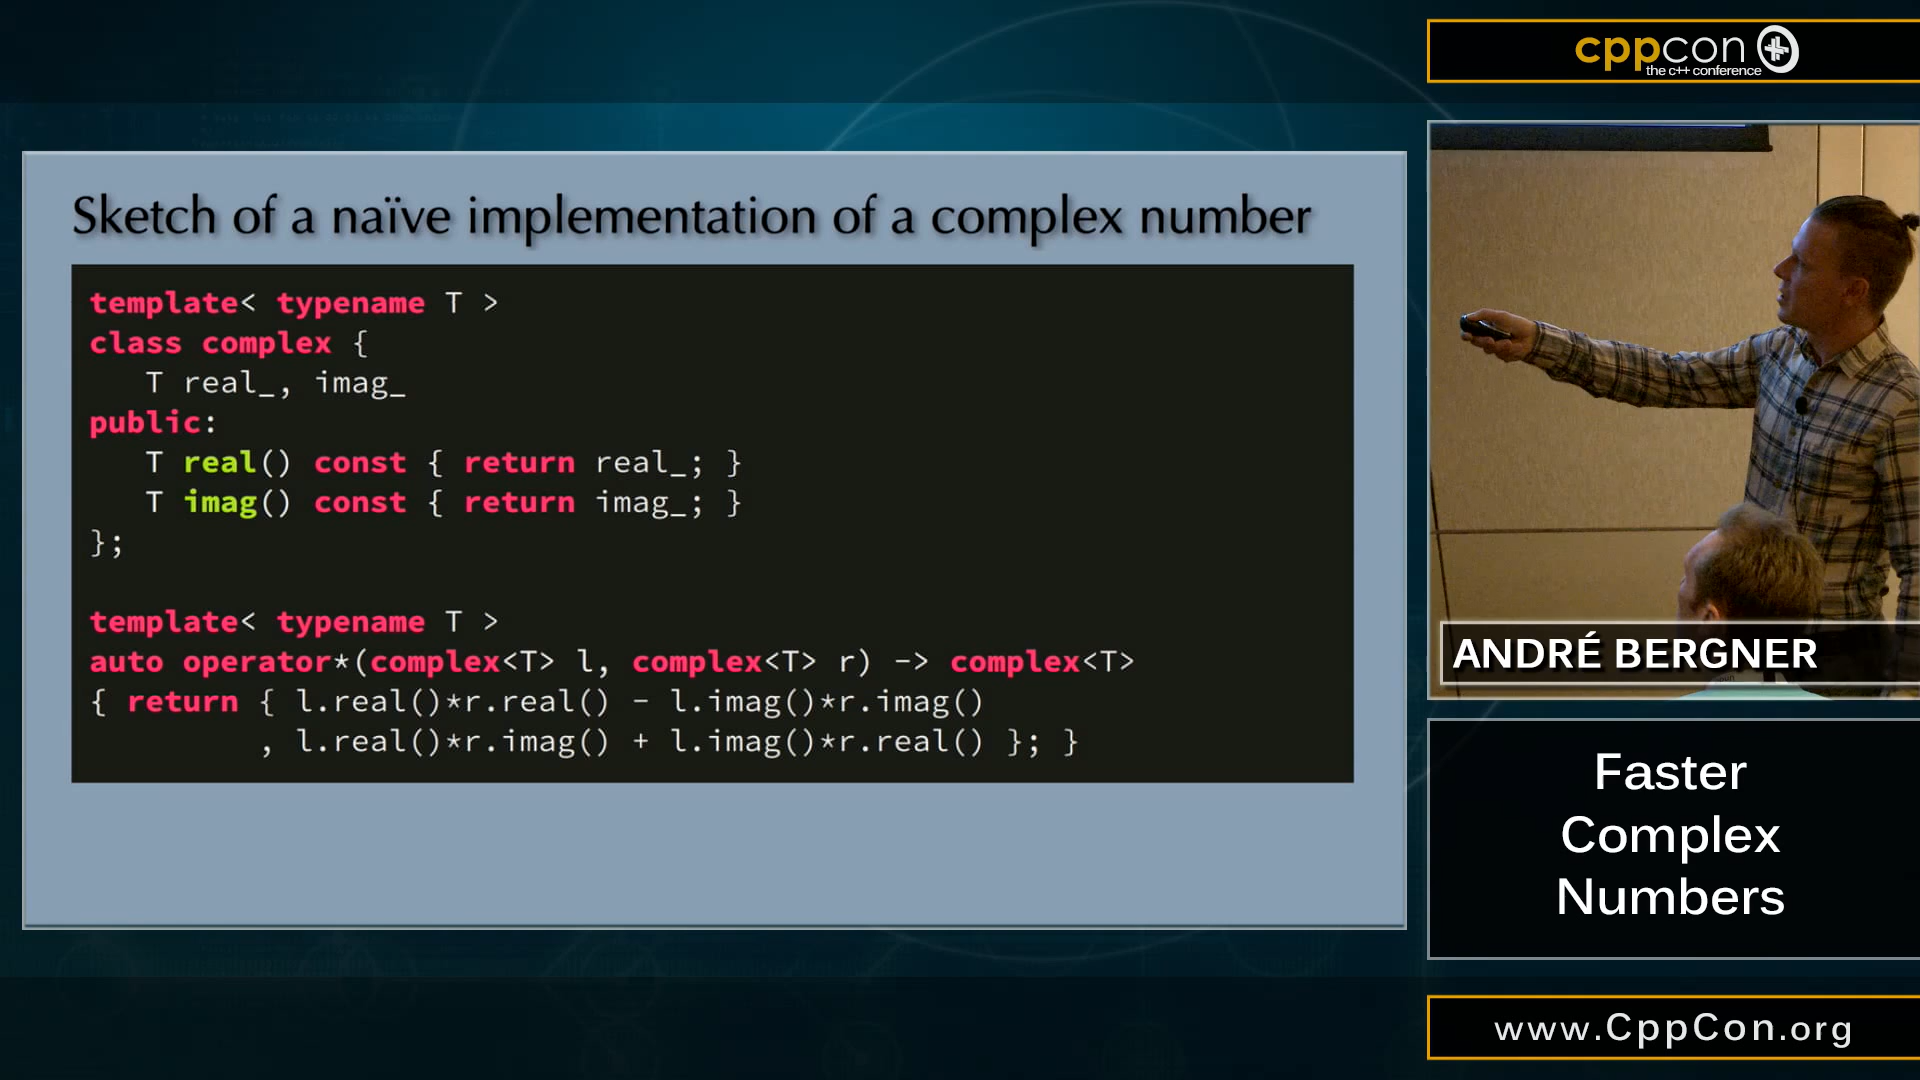 cppcon
the c++ conference
Sketch of a naïve implementation of a complex number
template< typename T >
class complex {
   T real_, imag_
public:
   T real() const { return real_; }
   T imag() const { return imag_; }
};
template< typename T >
auto operator*(complex<T> l, complex<T> r) -> complex<T>
{ return { l.real()*r.real() - l.imag()*r.imag()
         , l.real()*r.imag() + l.imag()*r.real() }; }
ANDRÉ BERGNER
Faster
Complex
Numbers
www.CppCon.org